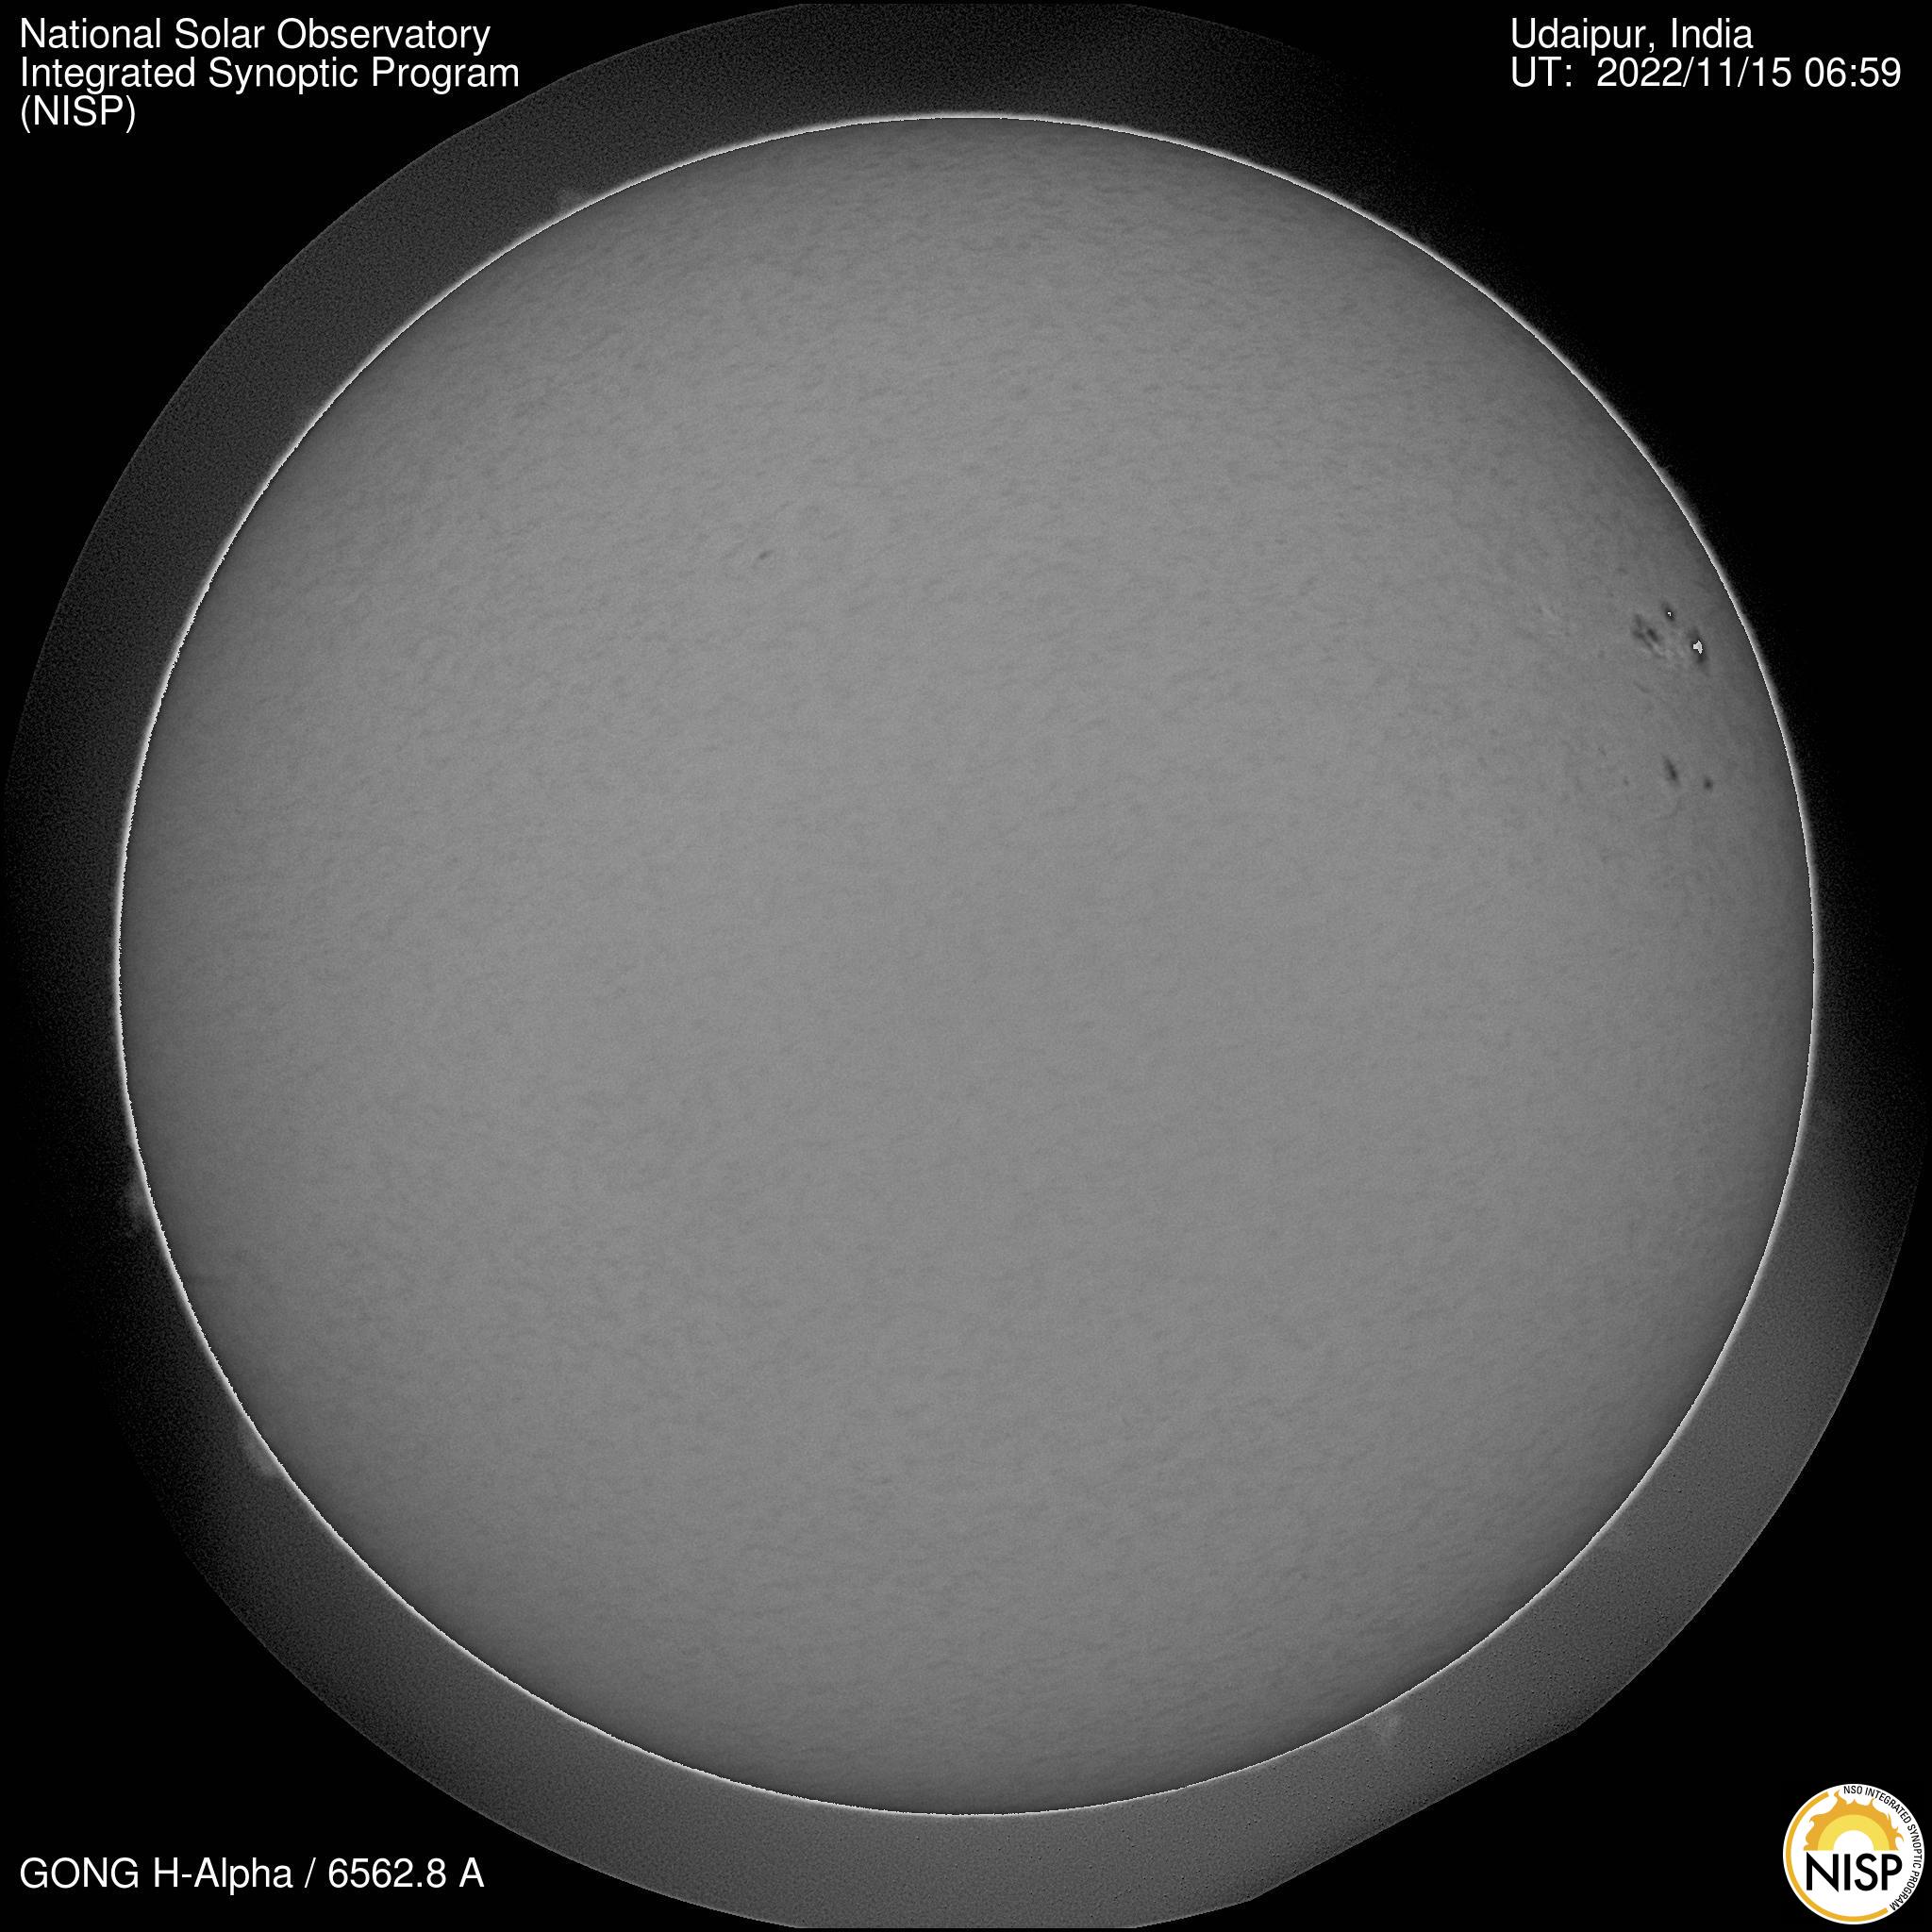 National Solar Observatory
Integrated Synoptic Program
(NISP)
Udaipur, India
UT: 2022/11/15 06:59
GONG H-Alpha / 6562.8 A
NSO INTEGRATED SYNOPTIC PROGRAM
NISP